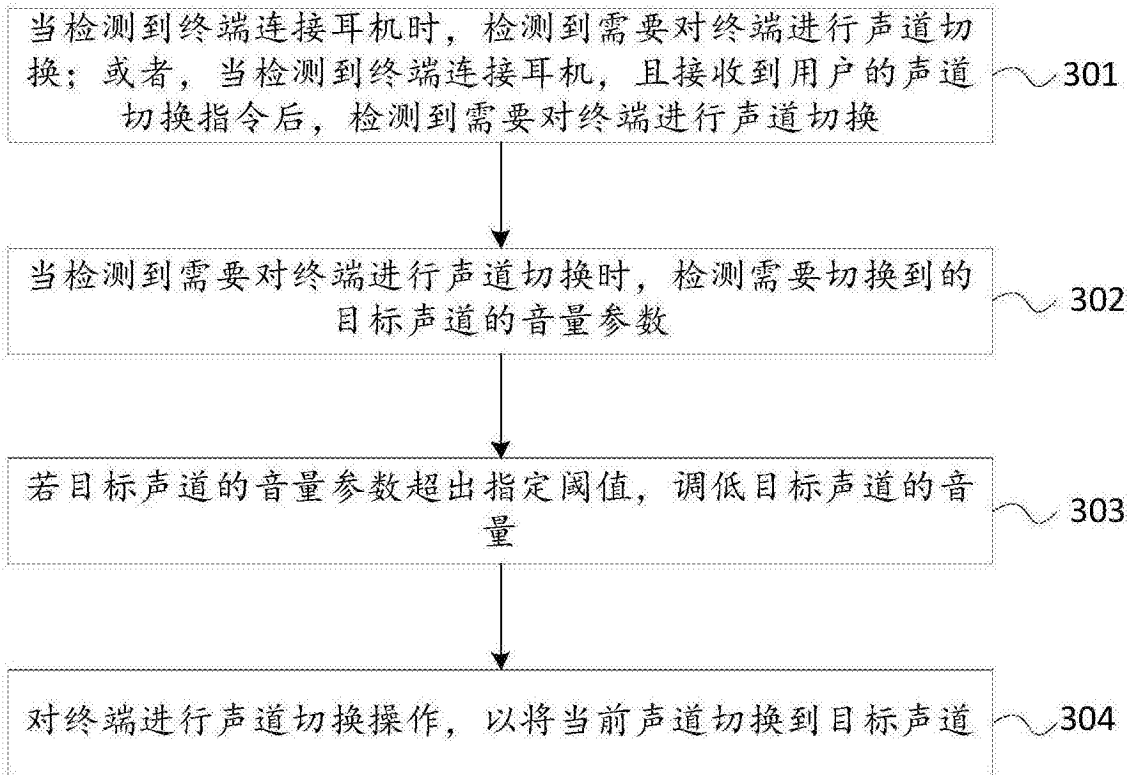 当检测到终端连接耳机时，检测到需要对终端进行声道切
换；或者，当检测到终端连接耳机，且接收到用户的声道
切换指令后，检测到需要对终端进行声道切换
301
当检测到需要对终端进行声道切换时，检测需要切换到的
目标声道的音量参数
302
若目标声道的音量参数超出指定阈值，调低目标声道的音
量
303
对终端进行声道切换操作，以将当前声道切换到目标声道
304